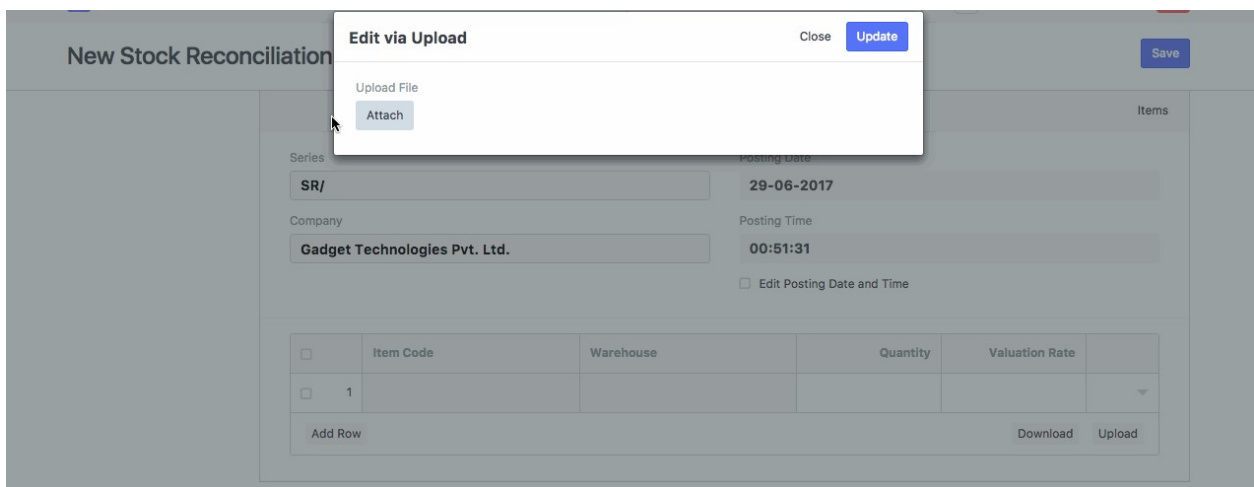 Edit via Upload Close Update
New Stock Reconciliation Save
Upload File
Attach
Items
Series Posting Date
SR/ 29-06-2017
Company Posting Time
Gadget Technologies Pvt. Ltd. 00:51:31
Edit Posting Date and Time
Item Code Warehouse Quantity Valuation Rate
1
Add Row Download Upload